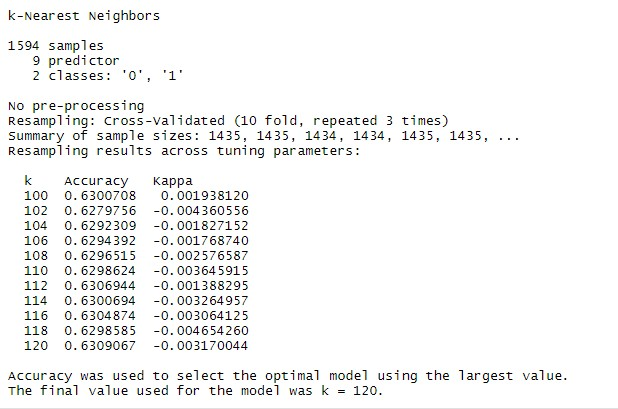 k-Nearest Neighbors
1594 samples
9 predictor
2 classes: '0', '1'
No pre-processing
Resampling: Cross-Validated (10 fold, repeated 3 times)
Summary of sample sizes: 1435, 1435, 1434, 1434, 1435, 1435, ...
Resampling results across tuning parameters:
k Accuracy Kappa
100 0.6300708 0.001938120
102 0.6279756 -0.004360556
104 0.6292309 -0.001827152
106 0.6294392 -0.001768740
108 0.6296515 -0.002576587
110 0.6298624 -0.003645915
112 0.6306944 -0.001388295
114 0.6300694 -0.003264957
116 0.6304874 -0.003064125
118 0.6298585 -0.004654260
120 0.6309067 -0.003170044
Accuracy was used to select the optimal model using the largest value.
The final value used for the model was k = 120.